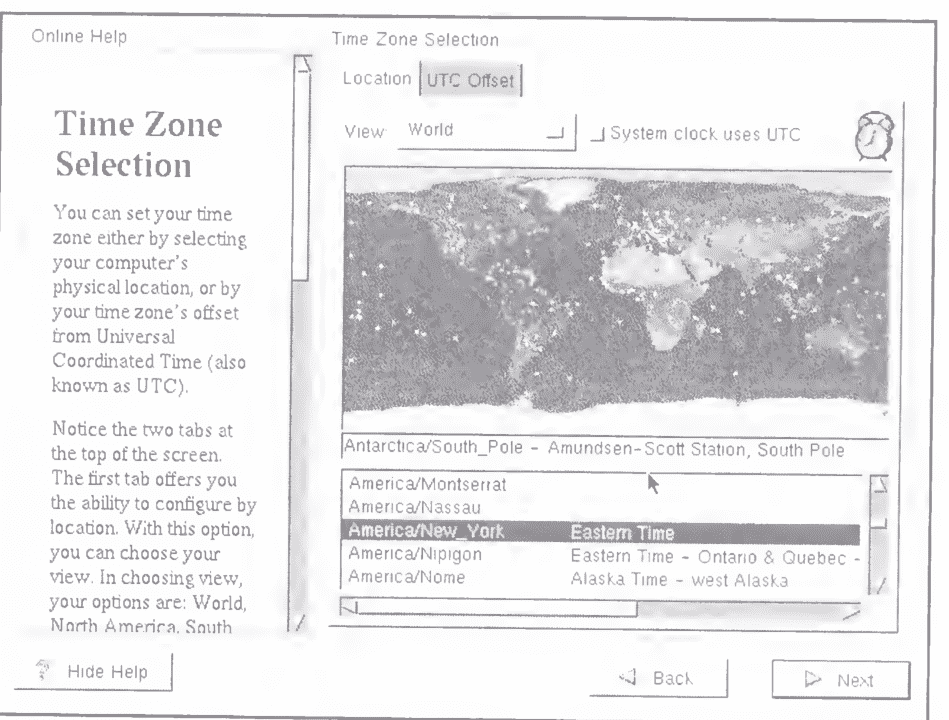 Online Help
Time Zone
Selection
You can set your time
zone either by selecting
your computer's
physical location, or by
your time zone's offset
from Universal
Coordinated Time (also
known as UTC).
Notice the two tabs at
the top of the screen.
The first tab offers you
the ability to configure by
location. With this option,
you can choose your
view. In choosing view,
your options are: World,
North America, South
Hide Help
Time Zone Selection
Location UTC Offset
View: World System clock uses UTC
Antarctica/South_Pole - Amundsen-Scott Station, South Pole
America/Montserrat
America/Nassau
America/New_York Eastern Time
America/Nipigon Eastern Time - Ontario & Quebec -
America/Nome Alaska Time - west Alaska
Back Next